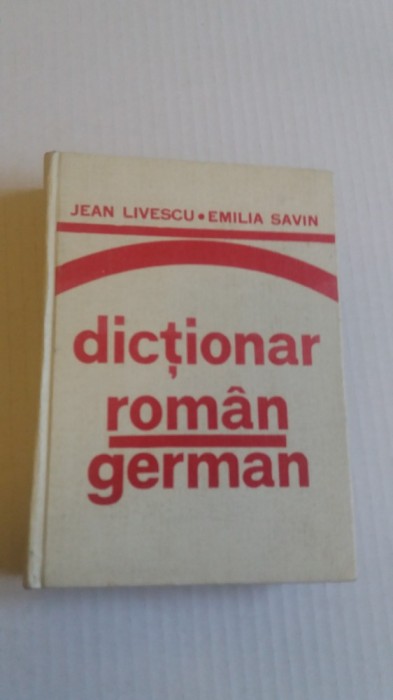 JEAN LIVESCU • EMILIA SAVIN
dicționar
român
german